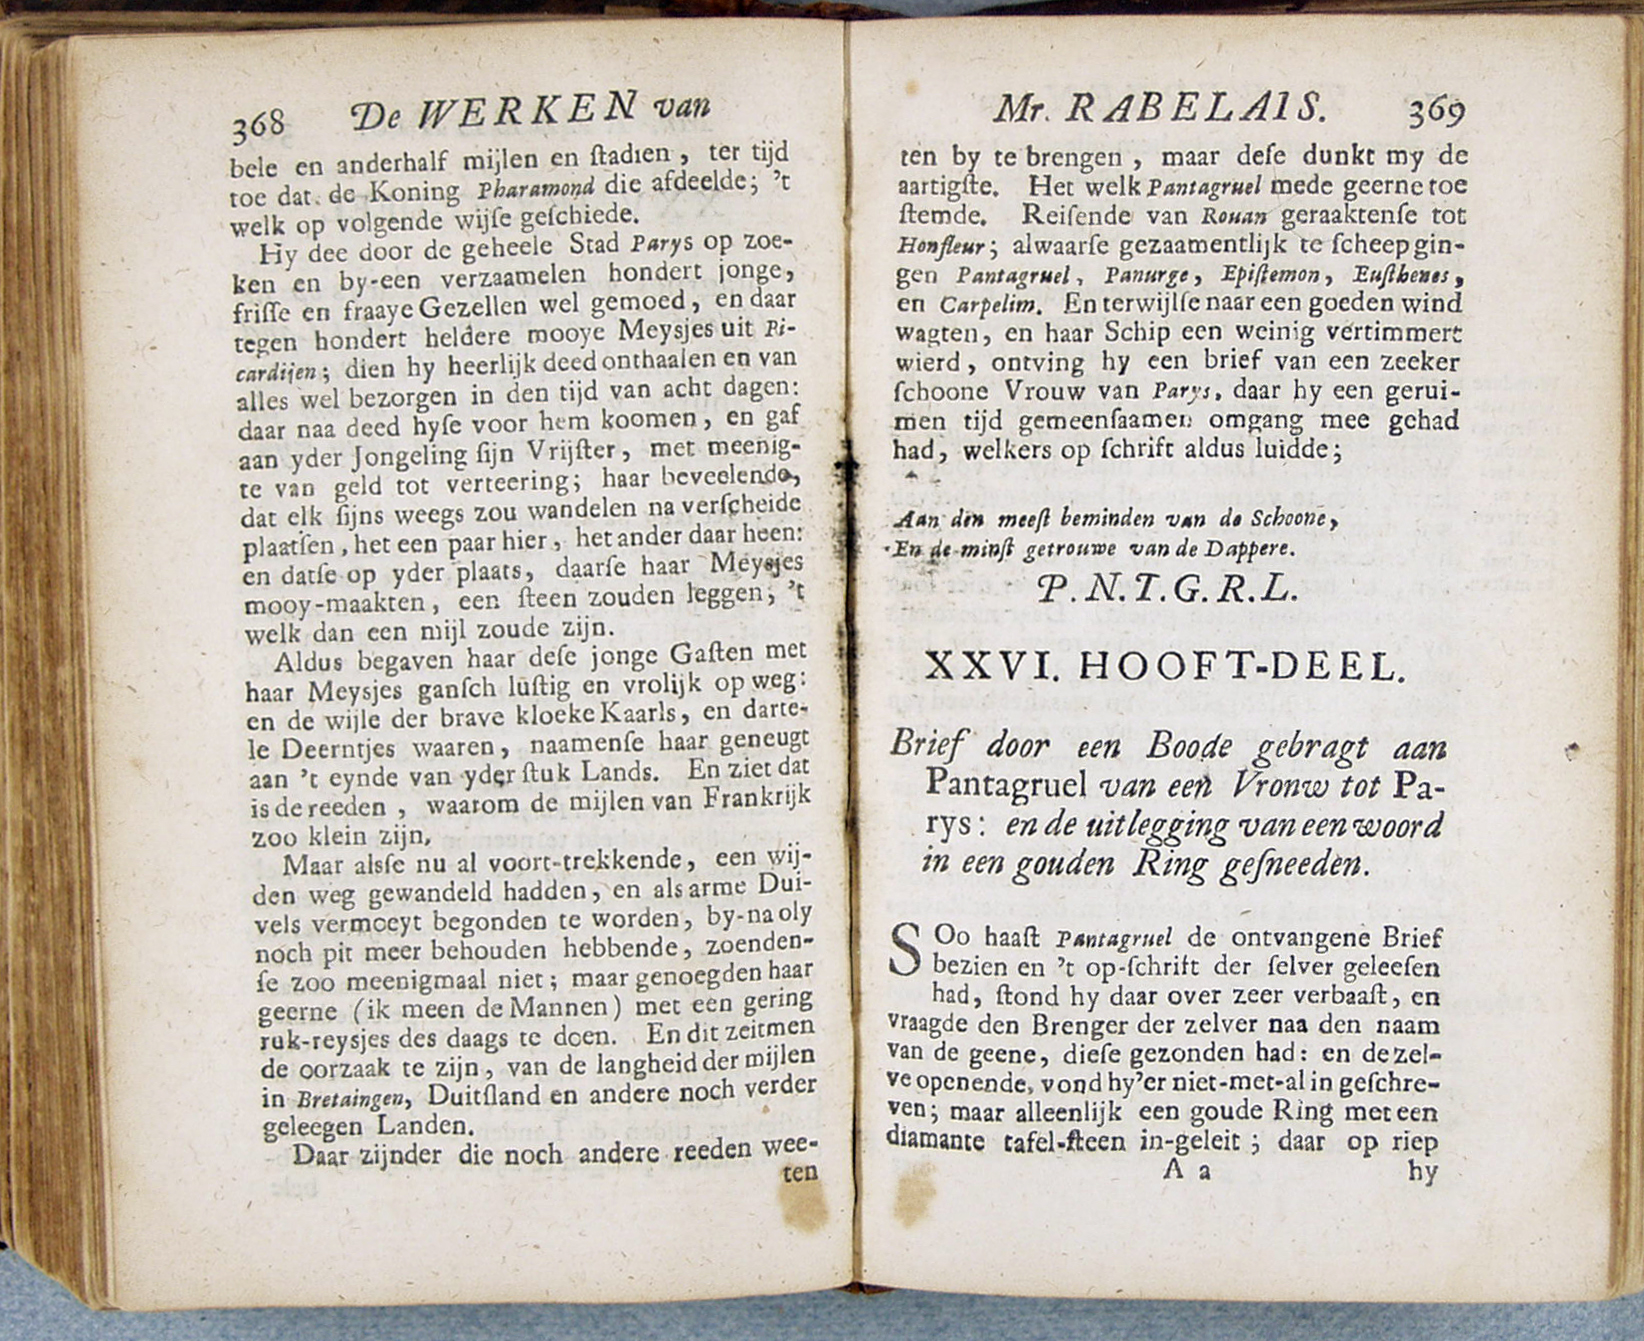 368 De WERKEN van
bele en anderhalf mijlen en ſtadien, ter tijd
toe dat de Koning Pharamond die afdeelde; 't
welk op volgende wijſe geſchiede.
Hy dee door de geheele Stad Parys op zoe-
ken en by-een verzaamelen hondert jonge,
friſſe en fraaye Gezellen wel gemoed, en daar
tegen hondert heldere mooye Meysjes uit Pi-
cardijen; dien hy heerlijk deed onthaalen en van
alles wel bezorgen in den tijd van acht dagen:
daar naa deed hyſe voor hem koomen, en gaf
aan yder Jongeling ſijn Vrijſter, met meenig-
te van geld tot verteering; haar beveelende,
dat elk ſijns weegs zou wandelen na verſcheide
plaatſen, het een paar hier, het ander daar heen:
en datſe op yder plaats, daarſe haar Meysjes
mooy-maakten, een ſteen zouden leggen; 't
welk dan een mijl zoude zijn.
Aldus begaven haar deſe jonge Gaſten met
haar Meysjes ganſch luſtig en vrolijk op weg:
en de wijle der brave kloeke Kaarls, en darte-
le Deerntjes waaren, naamenſe haar geneugt
aan 't eynde van yder ſtuk Lands. En ziet dat
is de reeden, waarom de mijlen van Frankrijk
zoo klein zijn.
Maar alsſe nu al voort-trekkende, een wij-
den weg gewandeld hadden, en als arme Dui-
vels vermoeyt begonden te worden, by-na oly
noch pit meer behouden hebbende, zoenden-
ſe zoo meenigmaal niet; maar genoegden haar
geerne (ik meen de Mannen) met een gering
ruk-reysjes des daags te doen. En dit zeitmen
de oorzaak te zijn, van de langheid der mijlen
in Bretaingen, Duitſland en andere noch verder
geleegen Landen.
Daar zijnder die noch andere reeden wee-
ten
Mr. RABELAIS. 369
ten by te brengen, maar deſe dunkt my de
aartigſte. Het welk Pantagruel mede geerne toe
ſtemde. Reiſende van Rouan geraaktenſe tot
Honfleur; alwaarſe gezaamentlijk te ſcheep gin-
gen Pantagruel, Panurge, Epiſtemon, Euſthenes,
en Carpelim. En terwijlſe naar een goeden wind
wagten, en haar Schip een weinig vertimmert
wierd, ontving hy een brief van een zeeker
ſchoone Vrouw van Parys, daar hy een gerui-
men tijd gemeenſaamen omgang mee gehad
had, welkers op ſchrift aldus luidde;
Aan den meeſt beminden van de Schoone,
En de minſt getrouwe van de Dappere.
P. N. T. G. R. L.
XXVI. HOOFT-DEEL.
Brief door een Boode gebragt aan
Pantagruel van een Vronw tot Pa-
rys: en de uitlegging van een woord
in een gouden Ring geſneeden.
SOo haaſt Pantagruel de ontvangene Brief
bezien en 't op-ſchrift der ſelver geleeſen
had, ſtond hy daar over zeer verbaaſt, en
vraagde den Brenger der zelver naa den naam
van de geene, dieſe gezonden had: en de zel-
ve openende, vond hy'er niet-met-al in geſchre-
ven; maar alleenlijk een goude Ring met een
diamante tafel-ſteen in-geleit; daar op riep
A a hy